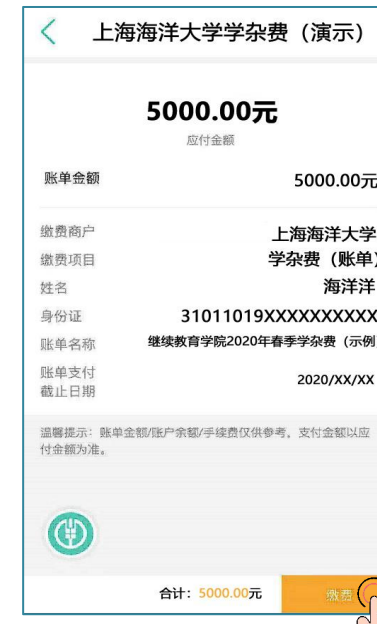 上海海洋大学学杂费（演示）
5000.00元
应付金额
账单金额 5000.00元
缴费商户 上海海洋大学
缴费项目 学杂费（账单）
姓名 海洋洋
身份证 31011019XXXXXXXXXX
账单名称 继续教育学院2020年春季学杂费（示例
账单支付 2020/XX/XX
截止日期
温馨提示：账单金额/账户余额/手续费仅供参考，支付金额以应
付金额为准。
合计：5000.00元 缴费